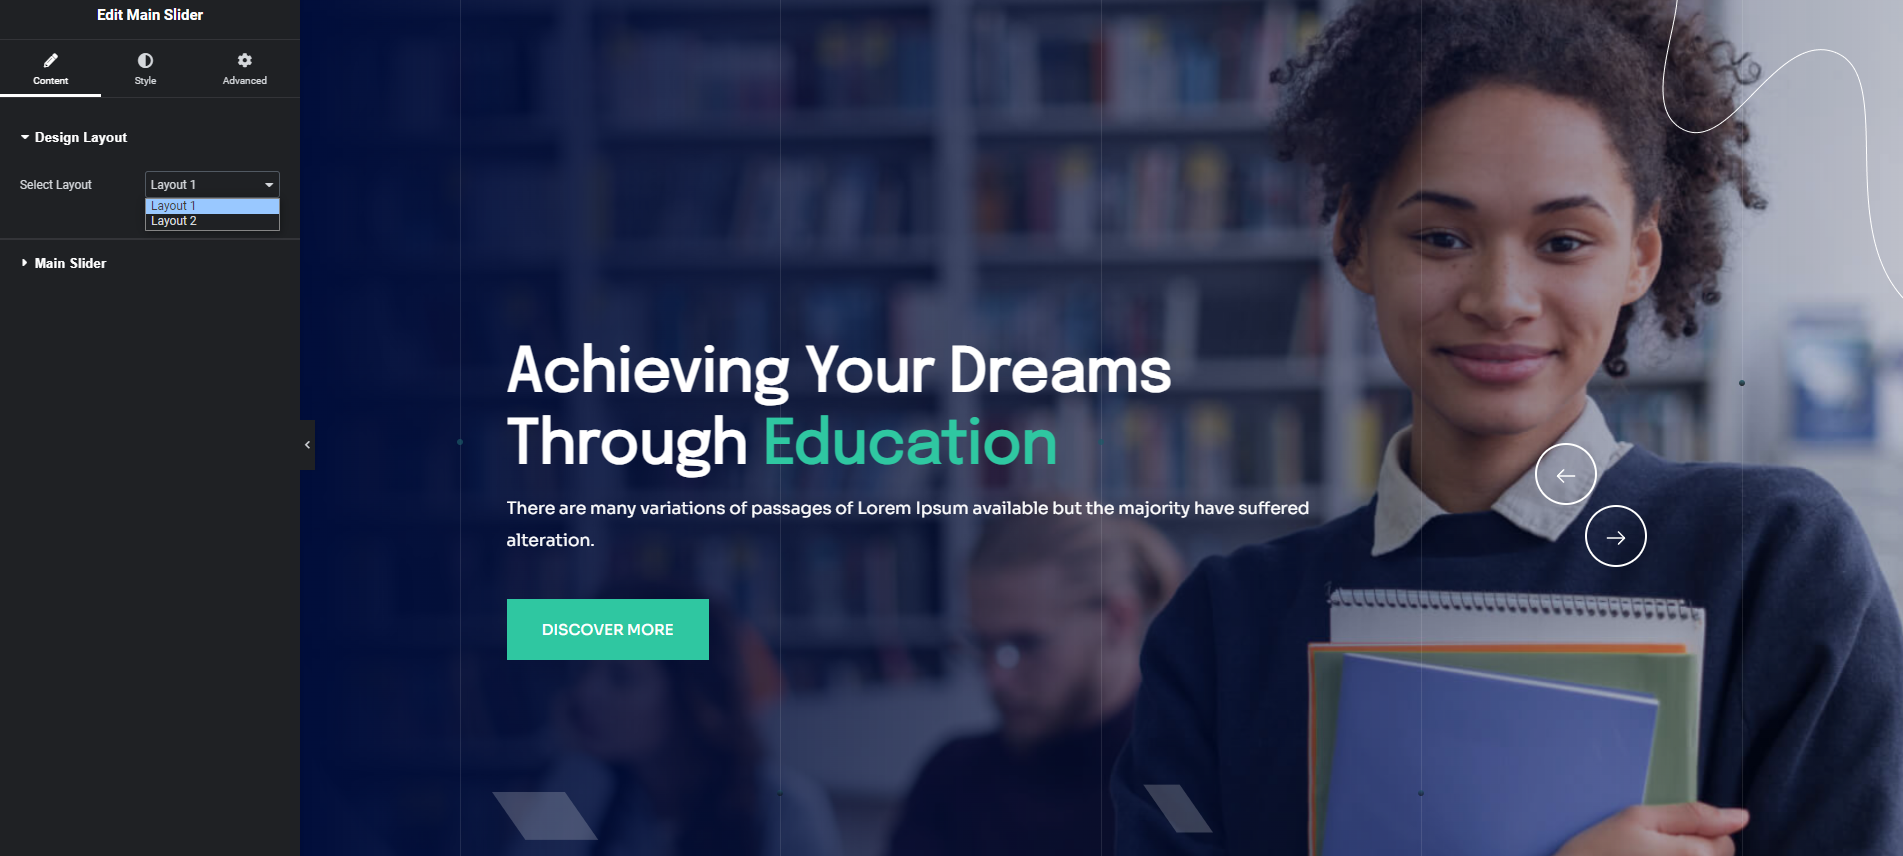 Edit Main Slider
Content
Style
Advanced
Design Layout
Select Layout
Layout 1
Layout 1
Layout 2
Main Slider
Achieving Your Dreams
Through Education
There are many variations of passages of Lorem Ipsum available but the majority have suffered
alteration.
DISCOVER MORE